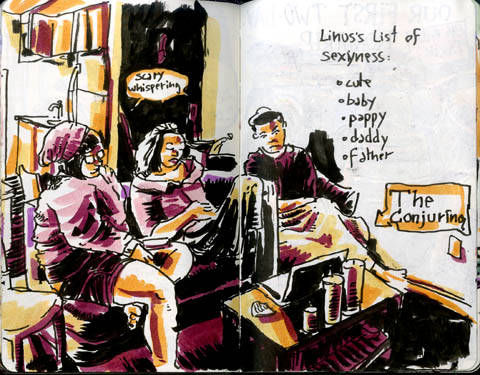 scary
whispering
Linus's List of
sexyness:
• cute
• baby
• pappy
• daddy
• father
The
Conjuring